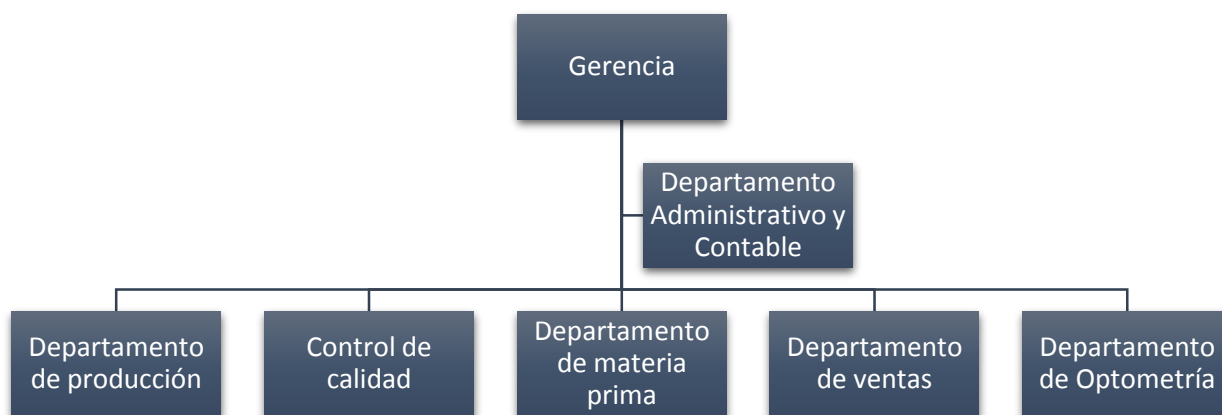 Gerencia
Departamento
Administrativo y
Contable
Departamento
de producción
Control de
calidad
Departamento
de materia
prima
Departamento
de ventas
Departamento
de Optometría